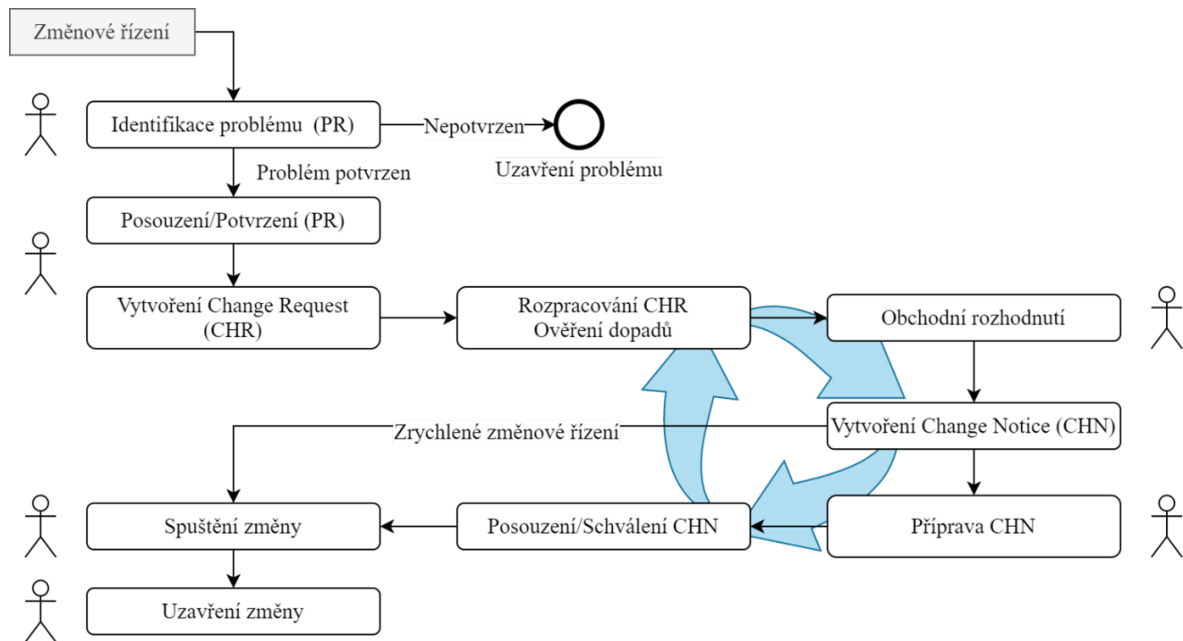 Změnové řízení
Identifikace problému (PR)
Nepotvrzen
Uzavření problému
Problém potvrzen
Posouzení/Potvrzení (PR)
Vytvoření Change Request
(CHR)
Rozpracování CHR
Ověření dopadů
Obchodní rozhodnutí
Vytvoření Change Notice (CHN)
Zrychlené změnové řízení
Spuštění změny
Posouzení/Schválení CHN
Příprava CHN
Uzavření změny